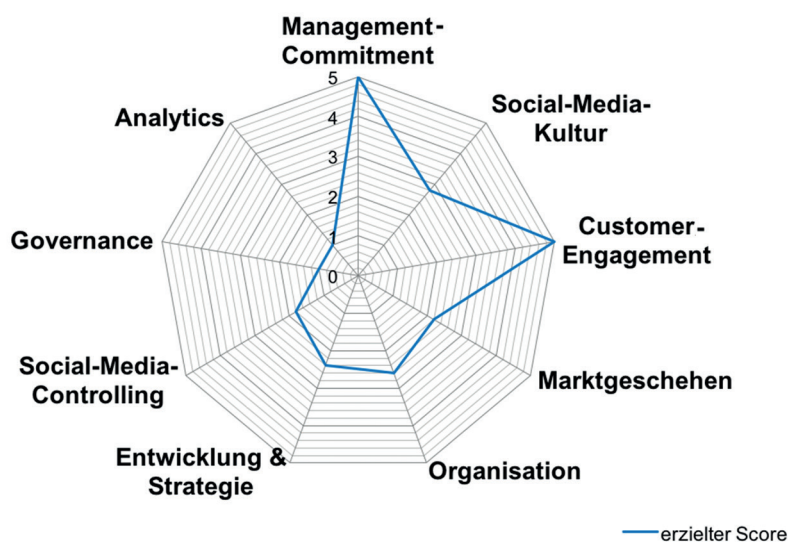 Management-
Commitment
Social-Media-
Kultur
Customer-
Engagement
Marktgeschehen
Organisation
Entwicklung &
Strategie
Social-Media-
Controlling
Governance
Analytics
5
4
3
2
1
0
erzielter Score